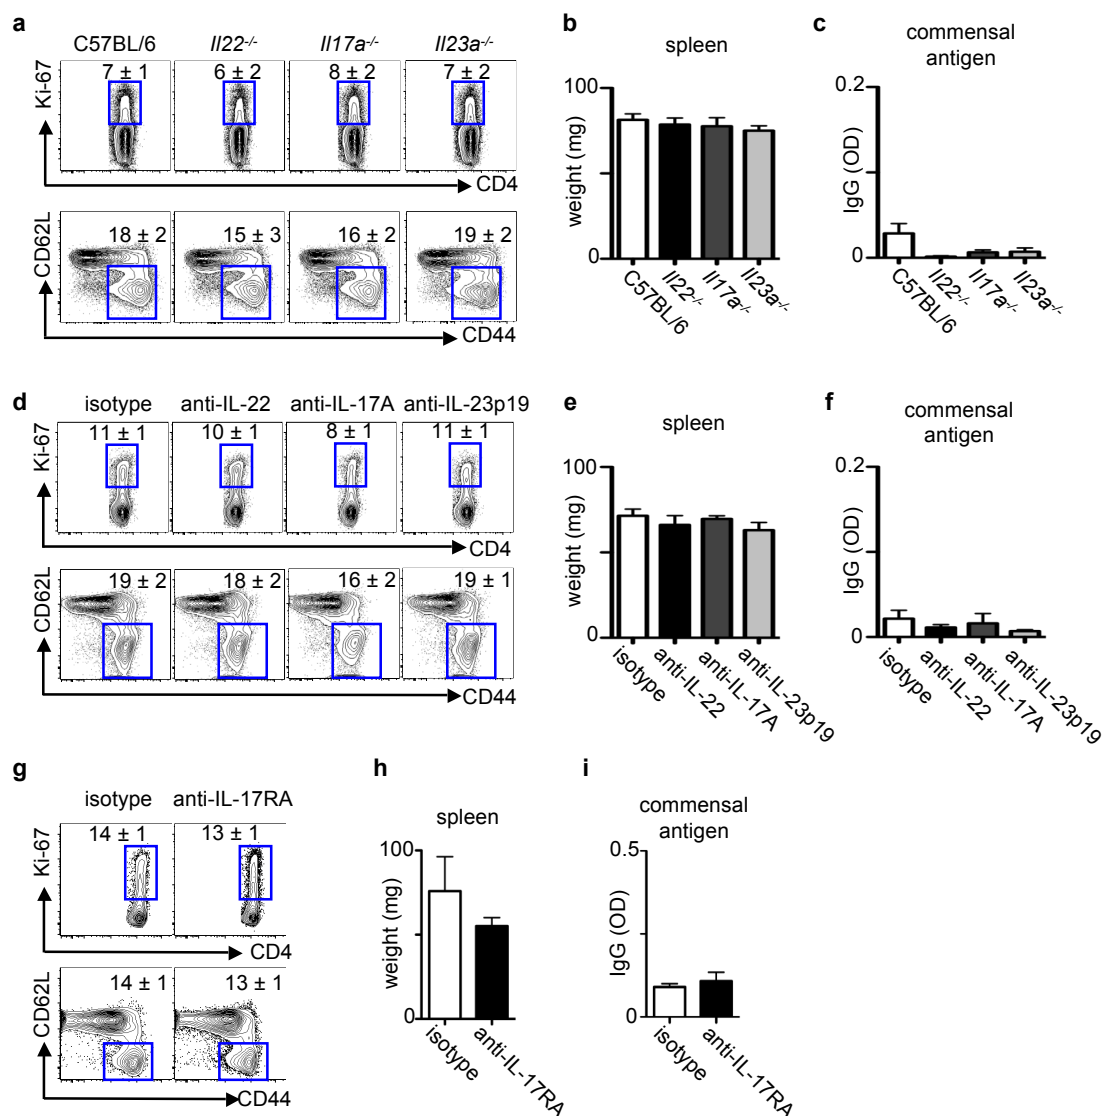 a
C57BL/6 Il22-/- Il17a-/- Il23a-/-
Ki-67
7 ± 1 6 ± 2 8 ± 2 7 ± 2
CD4
CD62L
18 ± 2 15 ± 3 16 ± 2 19 ± 2
CD44
b
spleen
weight (mg)
100
0
C57BL/6 Il22-/- Il17a-/- Il23a-/-
c
commensal
antigen
IgG (OD)
0.2
0
C57BL/6 Il22-/- Il17a-/- Il23a-/-
d
isotype anti-IL-22 anti-IL-17A anti-IL-23p19
Ki-67
11 ± 1 10 ± 1 8 ± 1 11 ± 1
CD4
CD62L
19 ± 2 18 ± 2 16 ± 2 19 ± 1
CD44
e
spleen
weight (mg)
100
0
isotype anti-IL-22 anti-IL-17A anti-IL-23p19
f
commensal
antigen
IgG (OD)
0.2
0
isotype anti-IL-22 anti-IL-17A anti-IL-23p19
g
isotype anti-IL-17RA
Ki-67
14 ± 1 13 ± 1
CD4
CD62L
14 ± 1 13 ± 1
CD44
h
spleen
weight (mg)
100
0
isotype anti-IL-17RA
i
commensal
antigen
IgG (OD)
0.5
0
isotype anti-IL-17RA